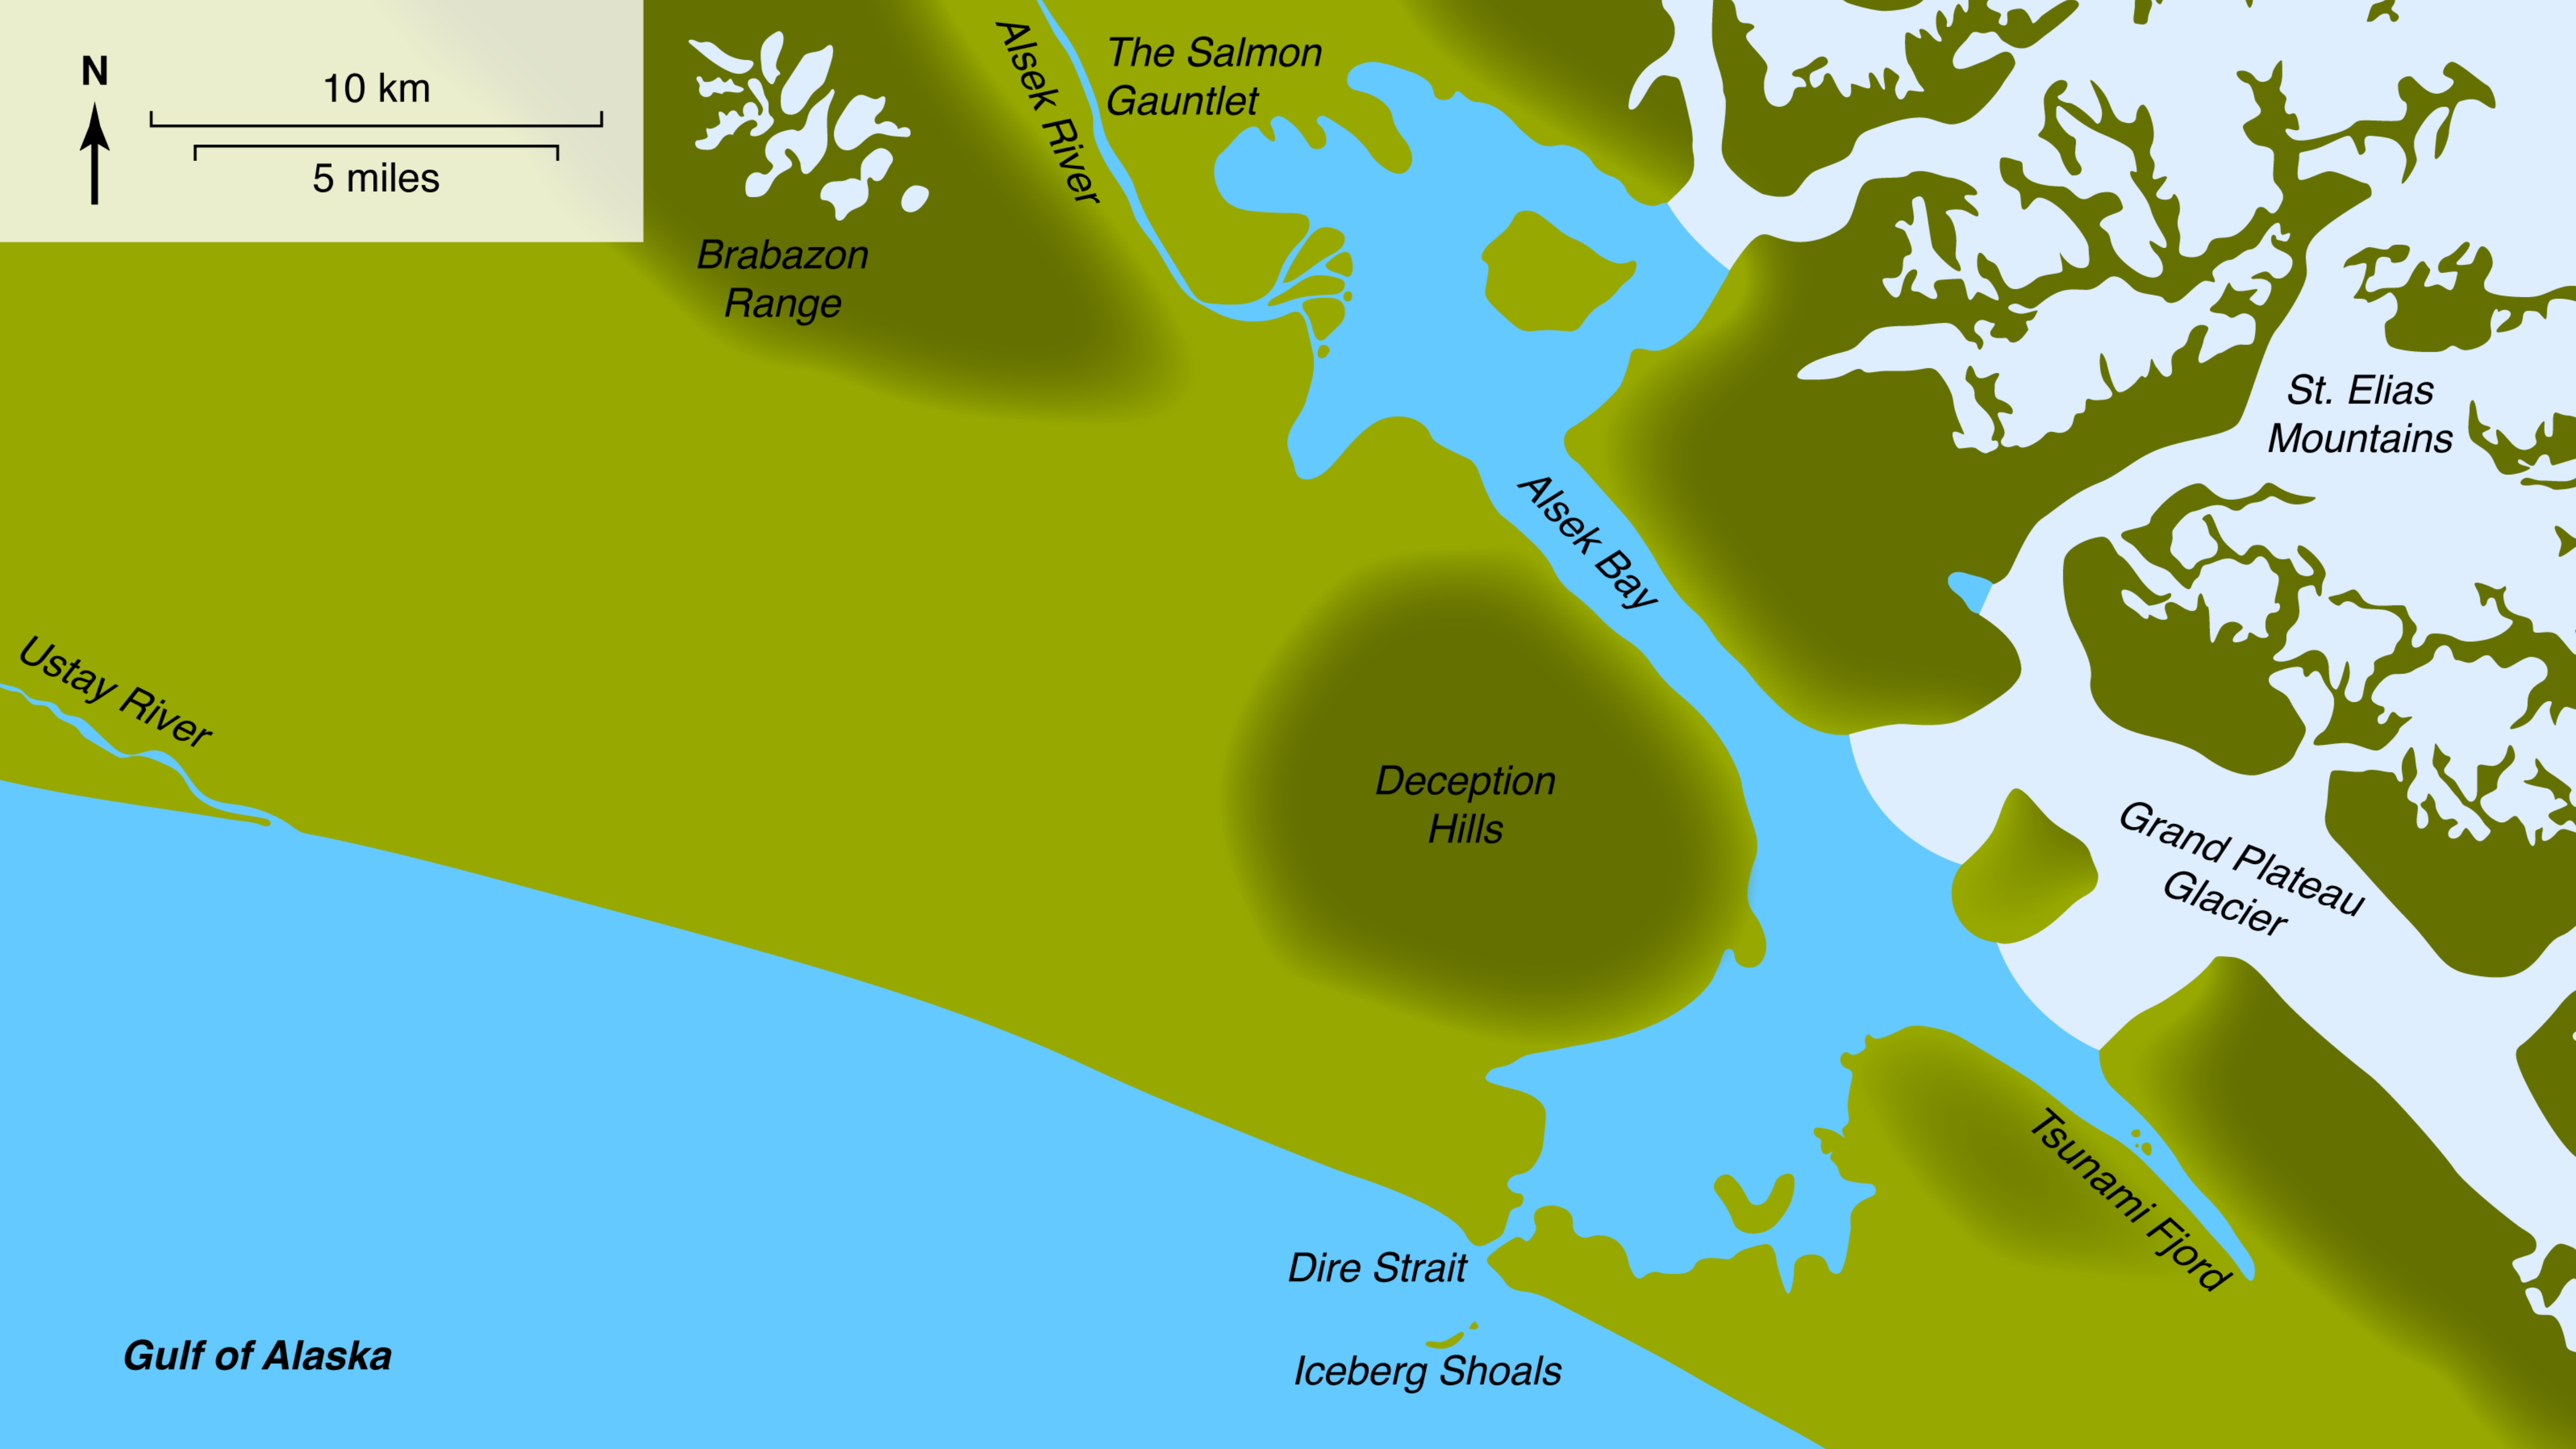 N
10 km
5 miles
Alsek River
The Salmon
Gauntlet
Brabazon
Range
St. Elias
Mountains
Alsek Bay
Ustay River
Deception
Hills
Grand Plateau
Glacier
Tsunami Fjord
Dire Strait
Iceberg Shoals
Gulf of Alaska